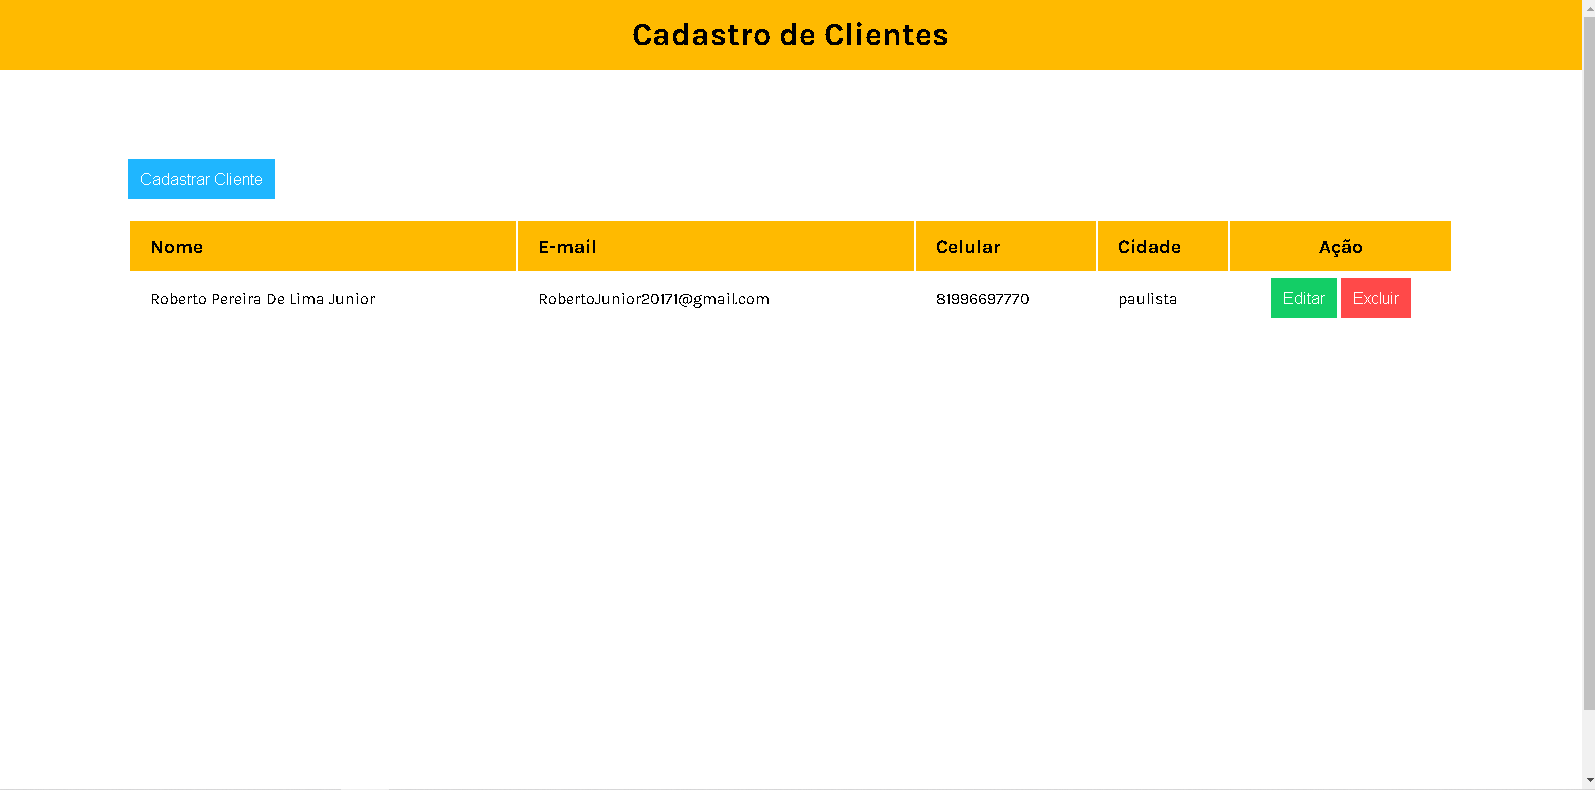 Cadastro de Clientes
Cadastrar Cliente
Nome E-mail Celular Cidade Ação
Roberto Pereira De Lima Junior RobertoJunior20171@gmail.com 81996697770 paulista Editar Excluir